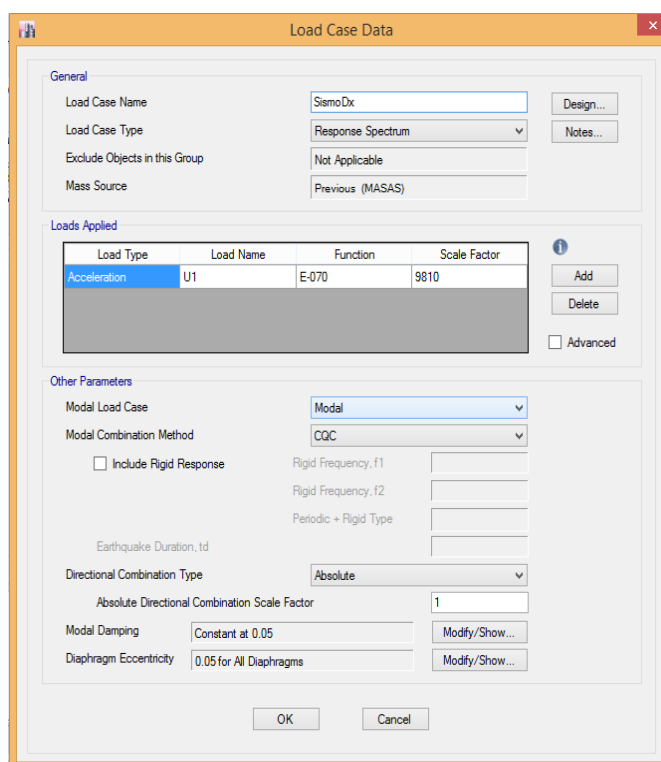 Load Case Data
General
Load Case Name SismoDx Design...
Load Case Type Response Spectrum Notes...
Exclude Objects in this Group Not Applicable
Mass Source Previous (MASAS)
Loads Applied
Load Type Load Name Function Scale Factor
Acceleration U1 E-070 9810 Add
Delete
Advanced
Other Parameters
Modal Load Case Modal
Modal Combination Method CQC
Include Rigid Response Rigid Frequency, f1
Rigid Frequency, f2
Periodic + Rigid Type
Earthquake Duration, td
Directional Combination Type Absolute
Absolute Directional Combination Scale Factor 1
Modal Damping Constant at 0.05 Modify/Show...
Diaphragm Eccentricity 0.05 for All Diaphragms Modify/Show...
OK Cancel